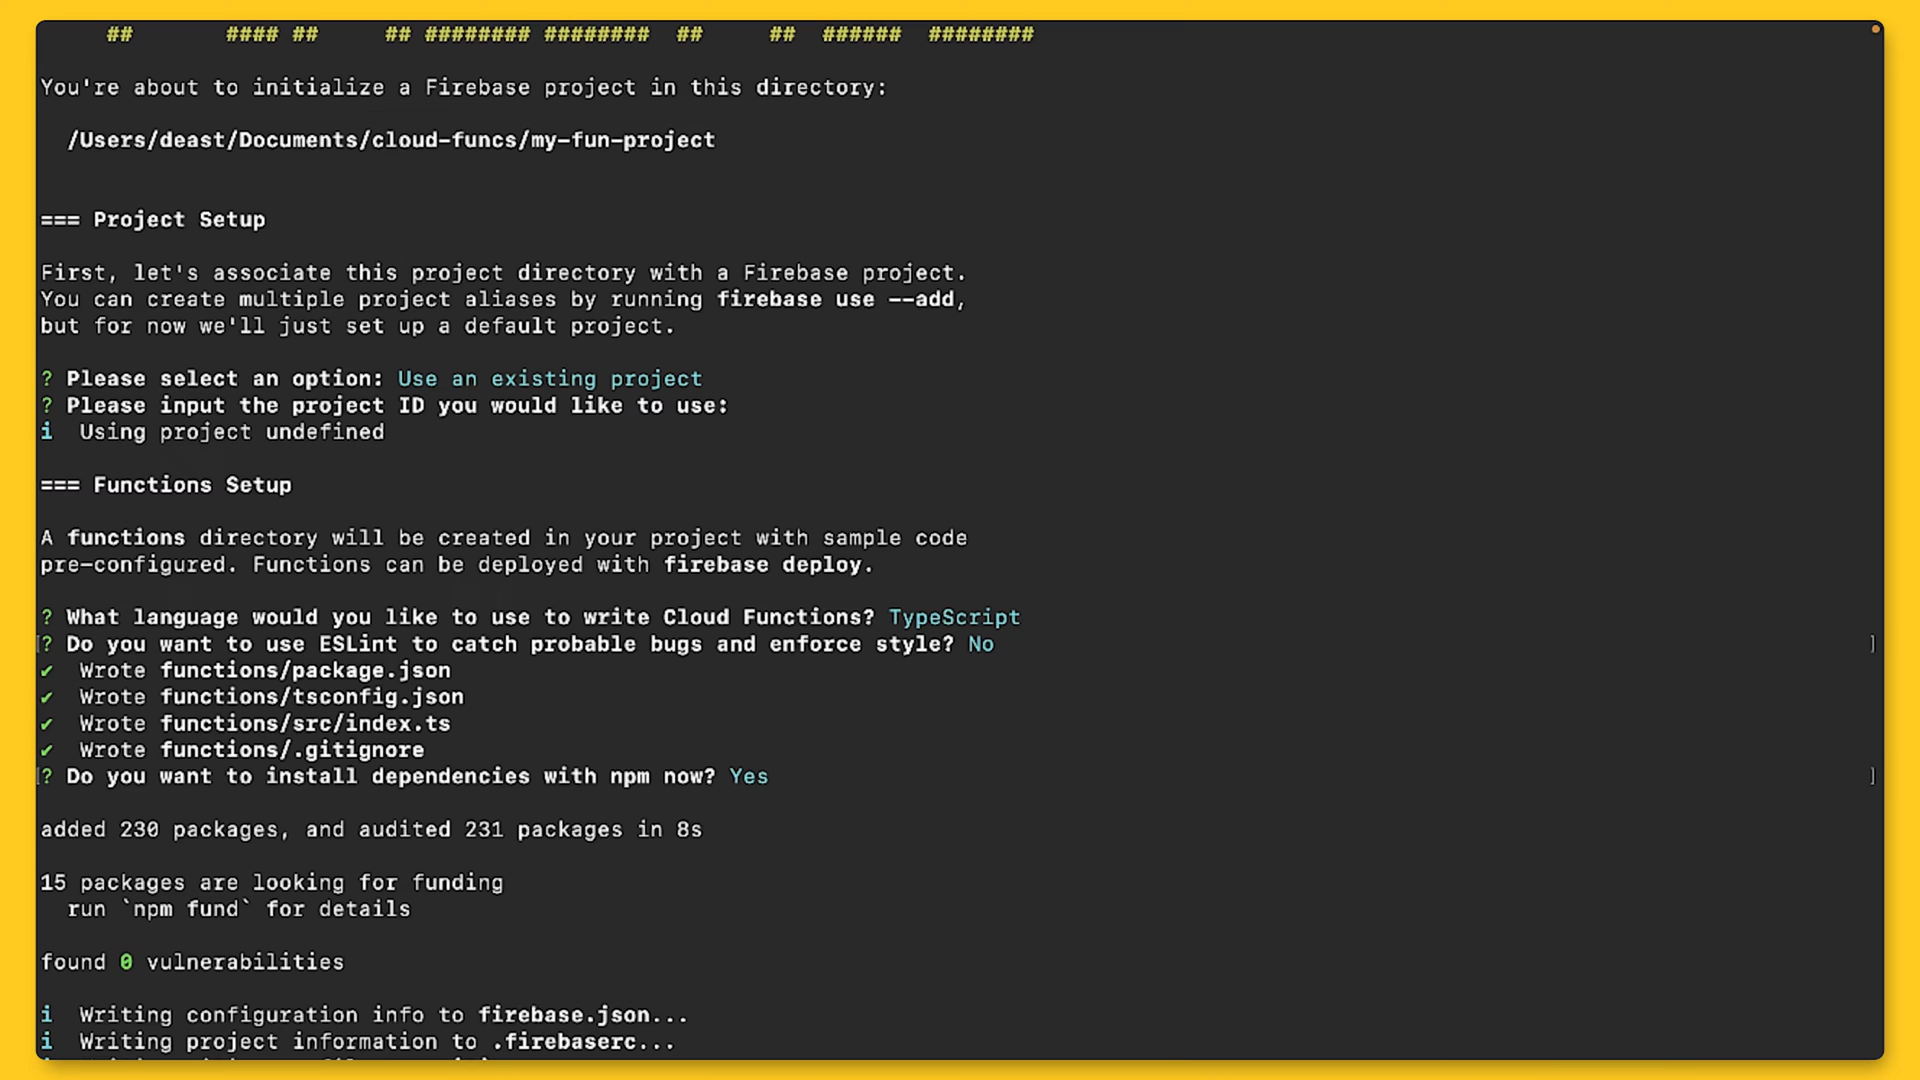 ## #### ## ## ######## ######## ## ## ###### ########
You're about to initialize a Firebase project in this directory:
/Users/deast/Documents/cloud-funcs/my-fun-project
=== Project Setup
First, let's associate this project directory with a Firebase project.
You can create multiple project aliases by running firebase use --add,
but for now we'll just set up a default project.
? Please select an option: Use an existing project
? Please input the project ID you would like to use:
i Using project undefined
=== Functions Setup
A functions directory will be created in your project with sample code
pre-configured. Functions can be deployed with firebase deploy.
? What language would you like to use to write Cloud Functions? TypeScript
[? Do you want to use ESLint to catch probable bugs and enforce style? No ]
✔ Wrote functions/package.json
✔ Wrote functions/tsconfig.json
✔ Wrote functions/src/index.ts
✔ Wrote functions/.gitignore
[? Do you want to install dependencies with npm now? Yes ]
added 230 packages, and audited 231 packages in 8s
15 packages are looking for funding
run `npm fund` for details
found 0 vulnerabilities
i Writing configuration info to firebase.json...
i Writing project information to .firebaserc...